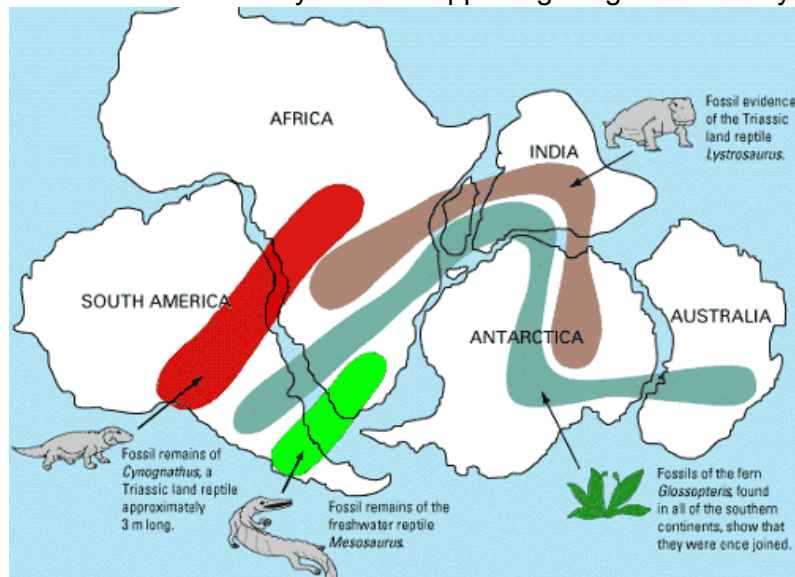 AFRICA
Fossil evidence
of the Triassic
land reptile
Lystrosaurus.
INDIA
SOUTH AMERICA
ANTARCTICA
AUSTRALIA
Fossil remains of
Cynognathus, a
Triassic land reptile
approximately
3 m long.
Fossil remains of the
freshwater reptile
Mesosaurus.
Fossils of the fern
Glossopteris, found
in all of the southern
continents, show that
they were once joined.